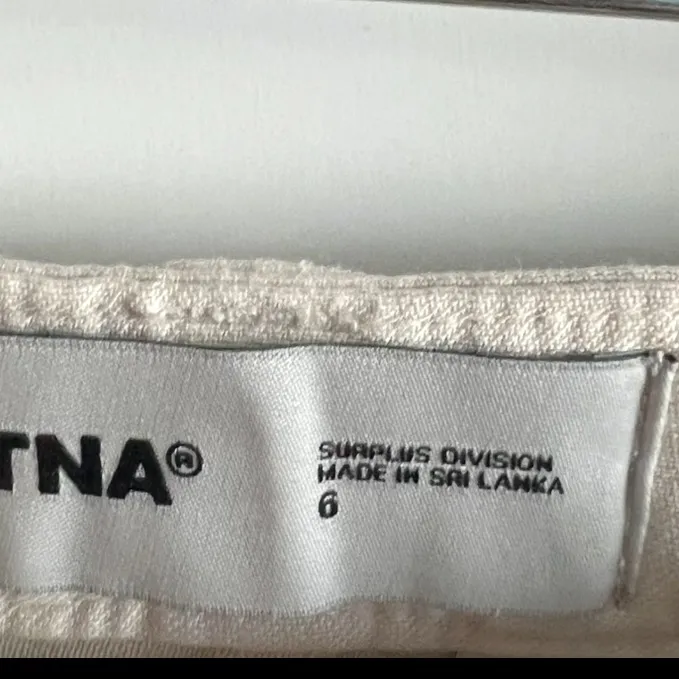 TNA®
SURPLUS DIVISION
MADE IN SRI LANKA
6